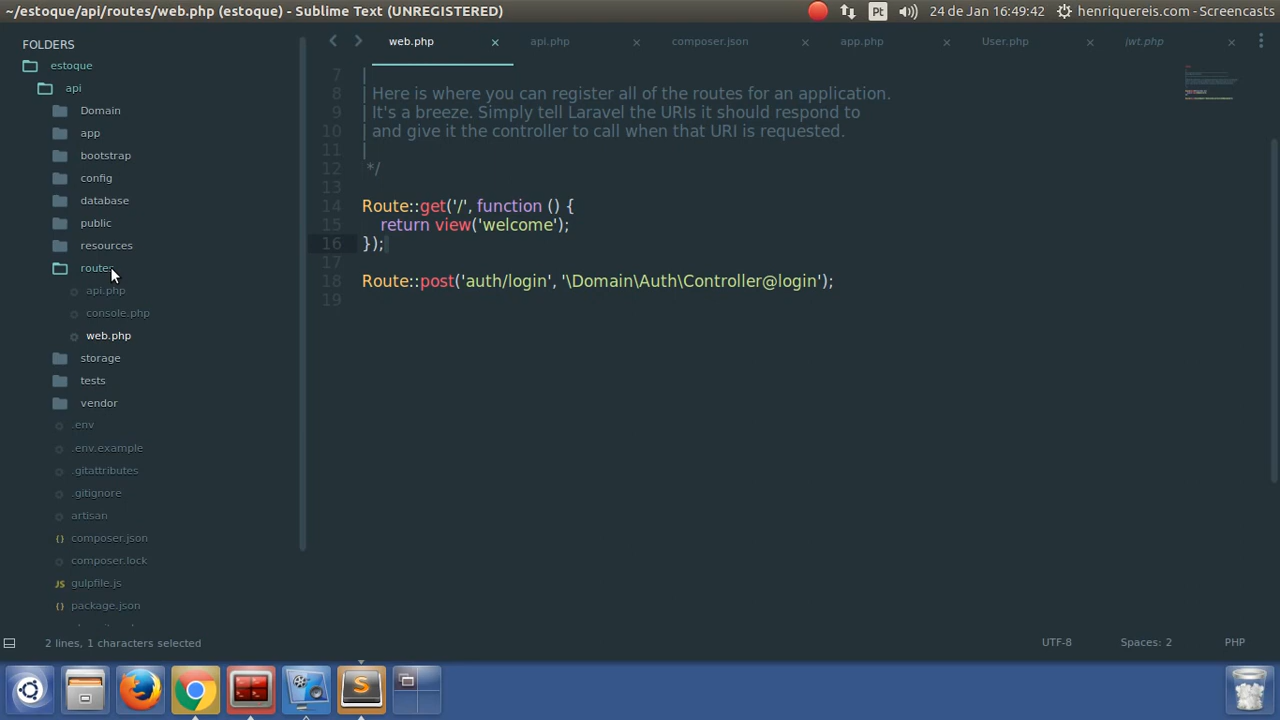 ~/estoque/api/routes/web.php (estoque) - Sublime Text (UNREGISTERED)
Pt
24 de Jan 16:49:42
henriquereis.com - Screencasts
FOLDERS
estoque
api
Domain
app
bootstrap
config
database
public
resources
routes
api.php
console.php
web.php
storage
tests
vendor
.env
.env.example
.gitattributes
.gitignore
artisan
{} composer.json
composer.lock
JS gulpfile.js
{} package.json
web.php ×
api.php ×
composer.json ×
app.php ×
User.php ×
jwt.php ×
7 |
8 | Here is where you can register all of the routes for an application.
9 | It's a breeze. Simply tell Laravel the URIs it should respond to
10 | and give it the controller to call when that URI is requested.
11 |
12 */
13
14 Route::get('/', function () {
15 return view('welcome');
16 });
17
18 Route::post('auth/login', '\Domain\Auth\Controller@login');
19
2 lines, 1 characters selected
UTF-8
Spaces: 2
PHP